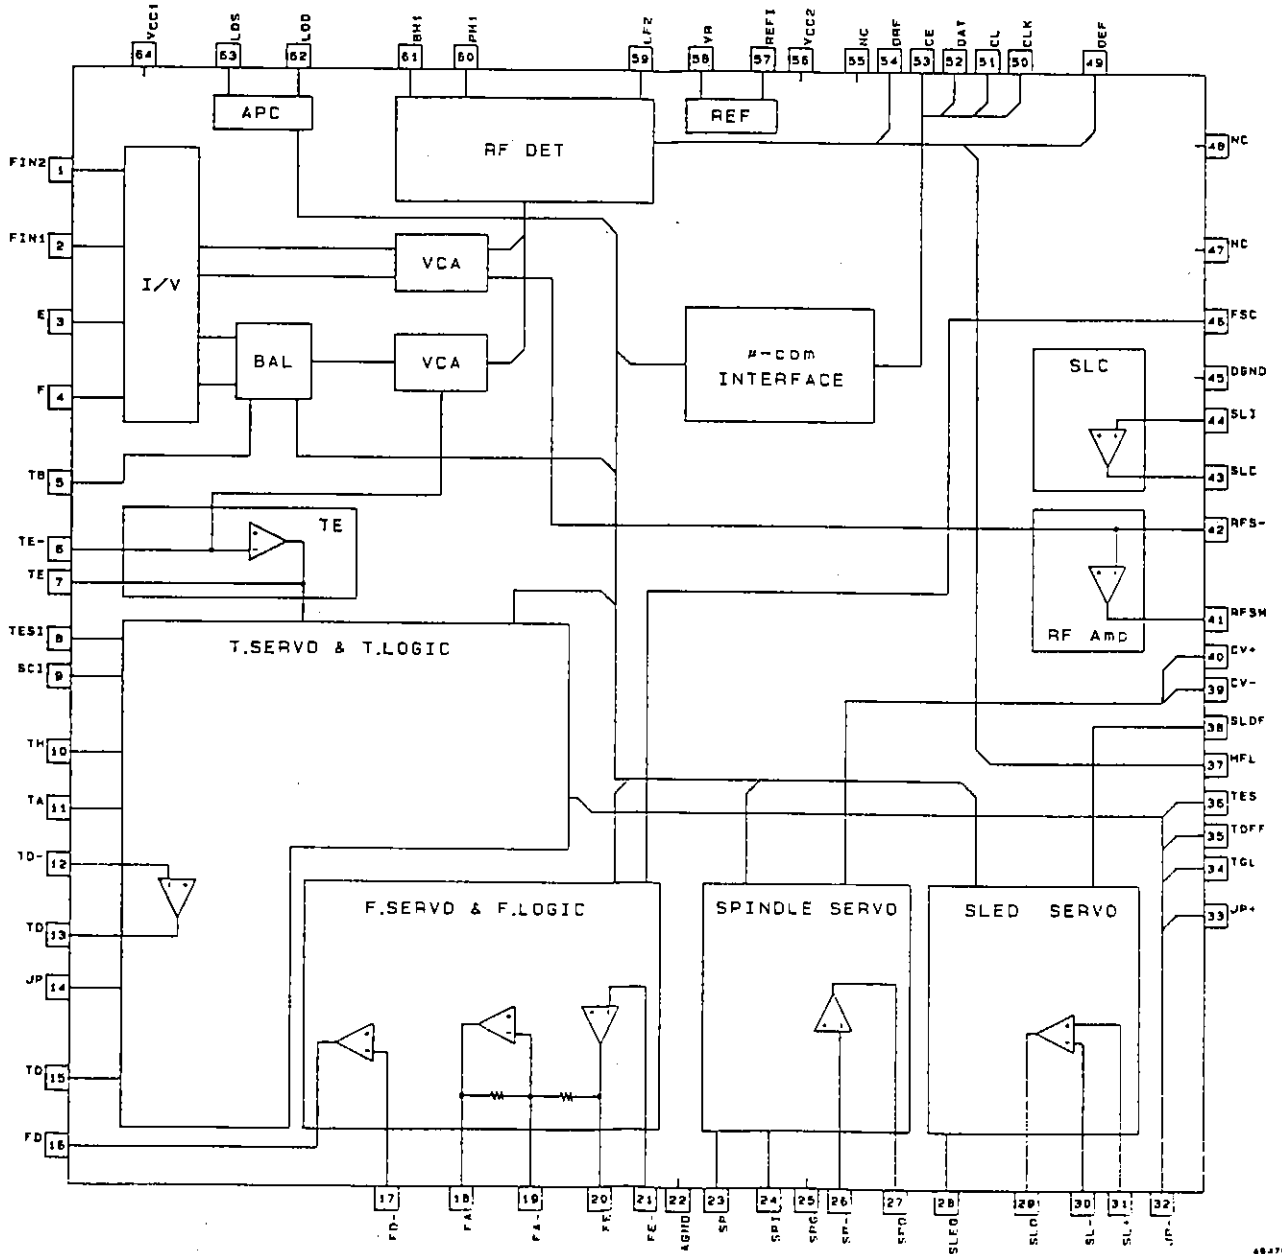 VCC1
LDS
LDD
BH1
PH1
LF2
VR
REFI
VCC2
NC
DRF
CE
DAT
CL
CLK
DEF
64
63
62
61
60
59
58
57
56
55
54
53
52
51
50
49
APC
RF DET
REF
FIN2
1
FIN1
2
E
3
F
4
TB
5
TE-
6
TE
7
TESI
8
SCI
9
TH
10
TA
11
TD-
12
TD
13
JP
14
TO
15
FD
16
I/V
VCA
BAL
VCA
μ-com
INTERFACE
SLC
TE
RF Amp
T.SERVO & T.LOGIC
F.SERVO & F.LOGIC
SPINDLE SERVO
SLED SERVO
48 NC
47 NC
46 FSC
45 DGND
44 SLI
43 SLC
42 RFS-
41 RFSM
40 CV+
39 CV-
38 SLOF
37 HFL
36 TES
35 TOFF
34 TGL
33 JP+
17
18
19
20
21
22
23
24
25
26
27
28
29
30
31
32
FD-
FA
FA-
FE
FE-
AGND
SP
SPI
SPG
SP-
SPD
SLEQ
SLD
SL-
SL+
JP-